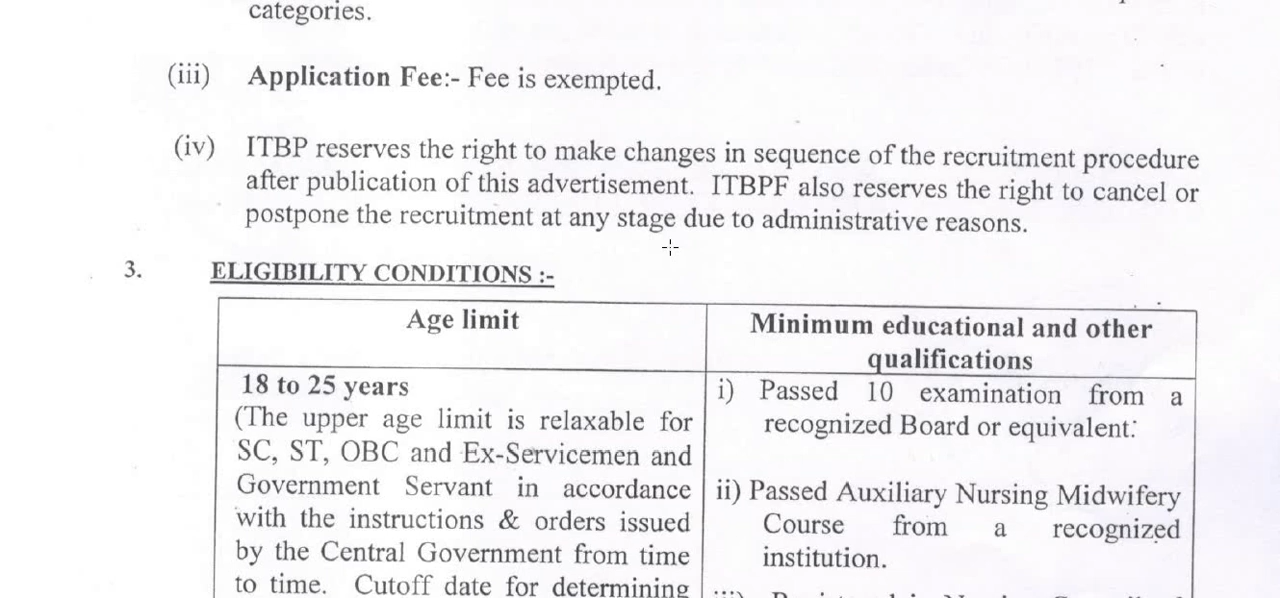 categories.
(iii) Application Fee:- Fee is exempted.
(iv) ITBP reserves the right to make changes in sequence of the recruitment procedure
after publication of this advertisement. ITBPF also reserves the right to cancel or
postpone the recruitment at any stage due to administrative reasons.
3. ELIGIBILITY CONDITIONS :-
Age limit
Minimum educational and other
qualifications
18 to 25 years
(The upper age limit is relaxable for
SC, ST, OBC and Ex-Servicemen and
Government Servant in accordance
with the instructions & orders issued
by the Central Government from time
to time. Cutoff date for determining
i) Passed 10 examination from a
recognized Board or equivalent.
ii) Passed Auxiliary Nursing Midwifery
Course from a recognized
institution.